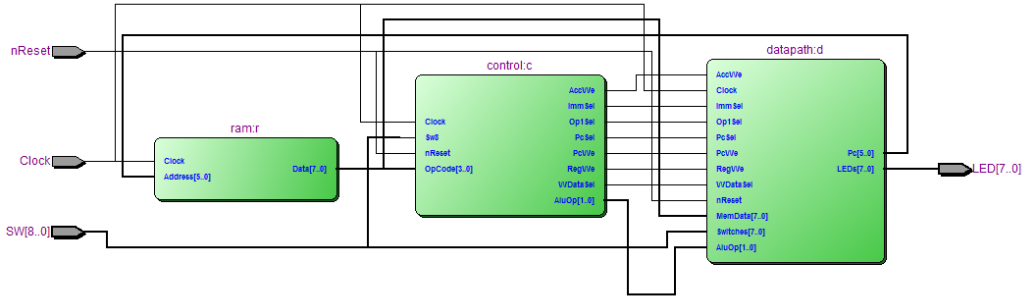 nReset
Clock
SW[8..0]
ram:r
Clock
Address[5..0]
Data[7..0]
control:c
Clock
Sw8
nReset
OpCode[3..0]
AccWe
ImmSel
Op1Sel
PcSel
PcWe
RegWe
WDataSel
AluOp[1..0]
datapath:d
AccWe
Clock
ImmSel
Op1Sel
PcSel
PcWe
RegWe
WDataSel
nReset
MemData[7..0]
Switches[7..0]
AluOp[1..0]
Pc[5..0]
LEDs[7..0]
LED[7..0]